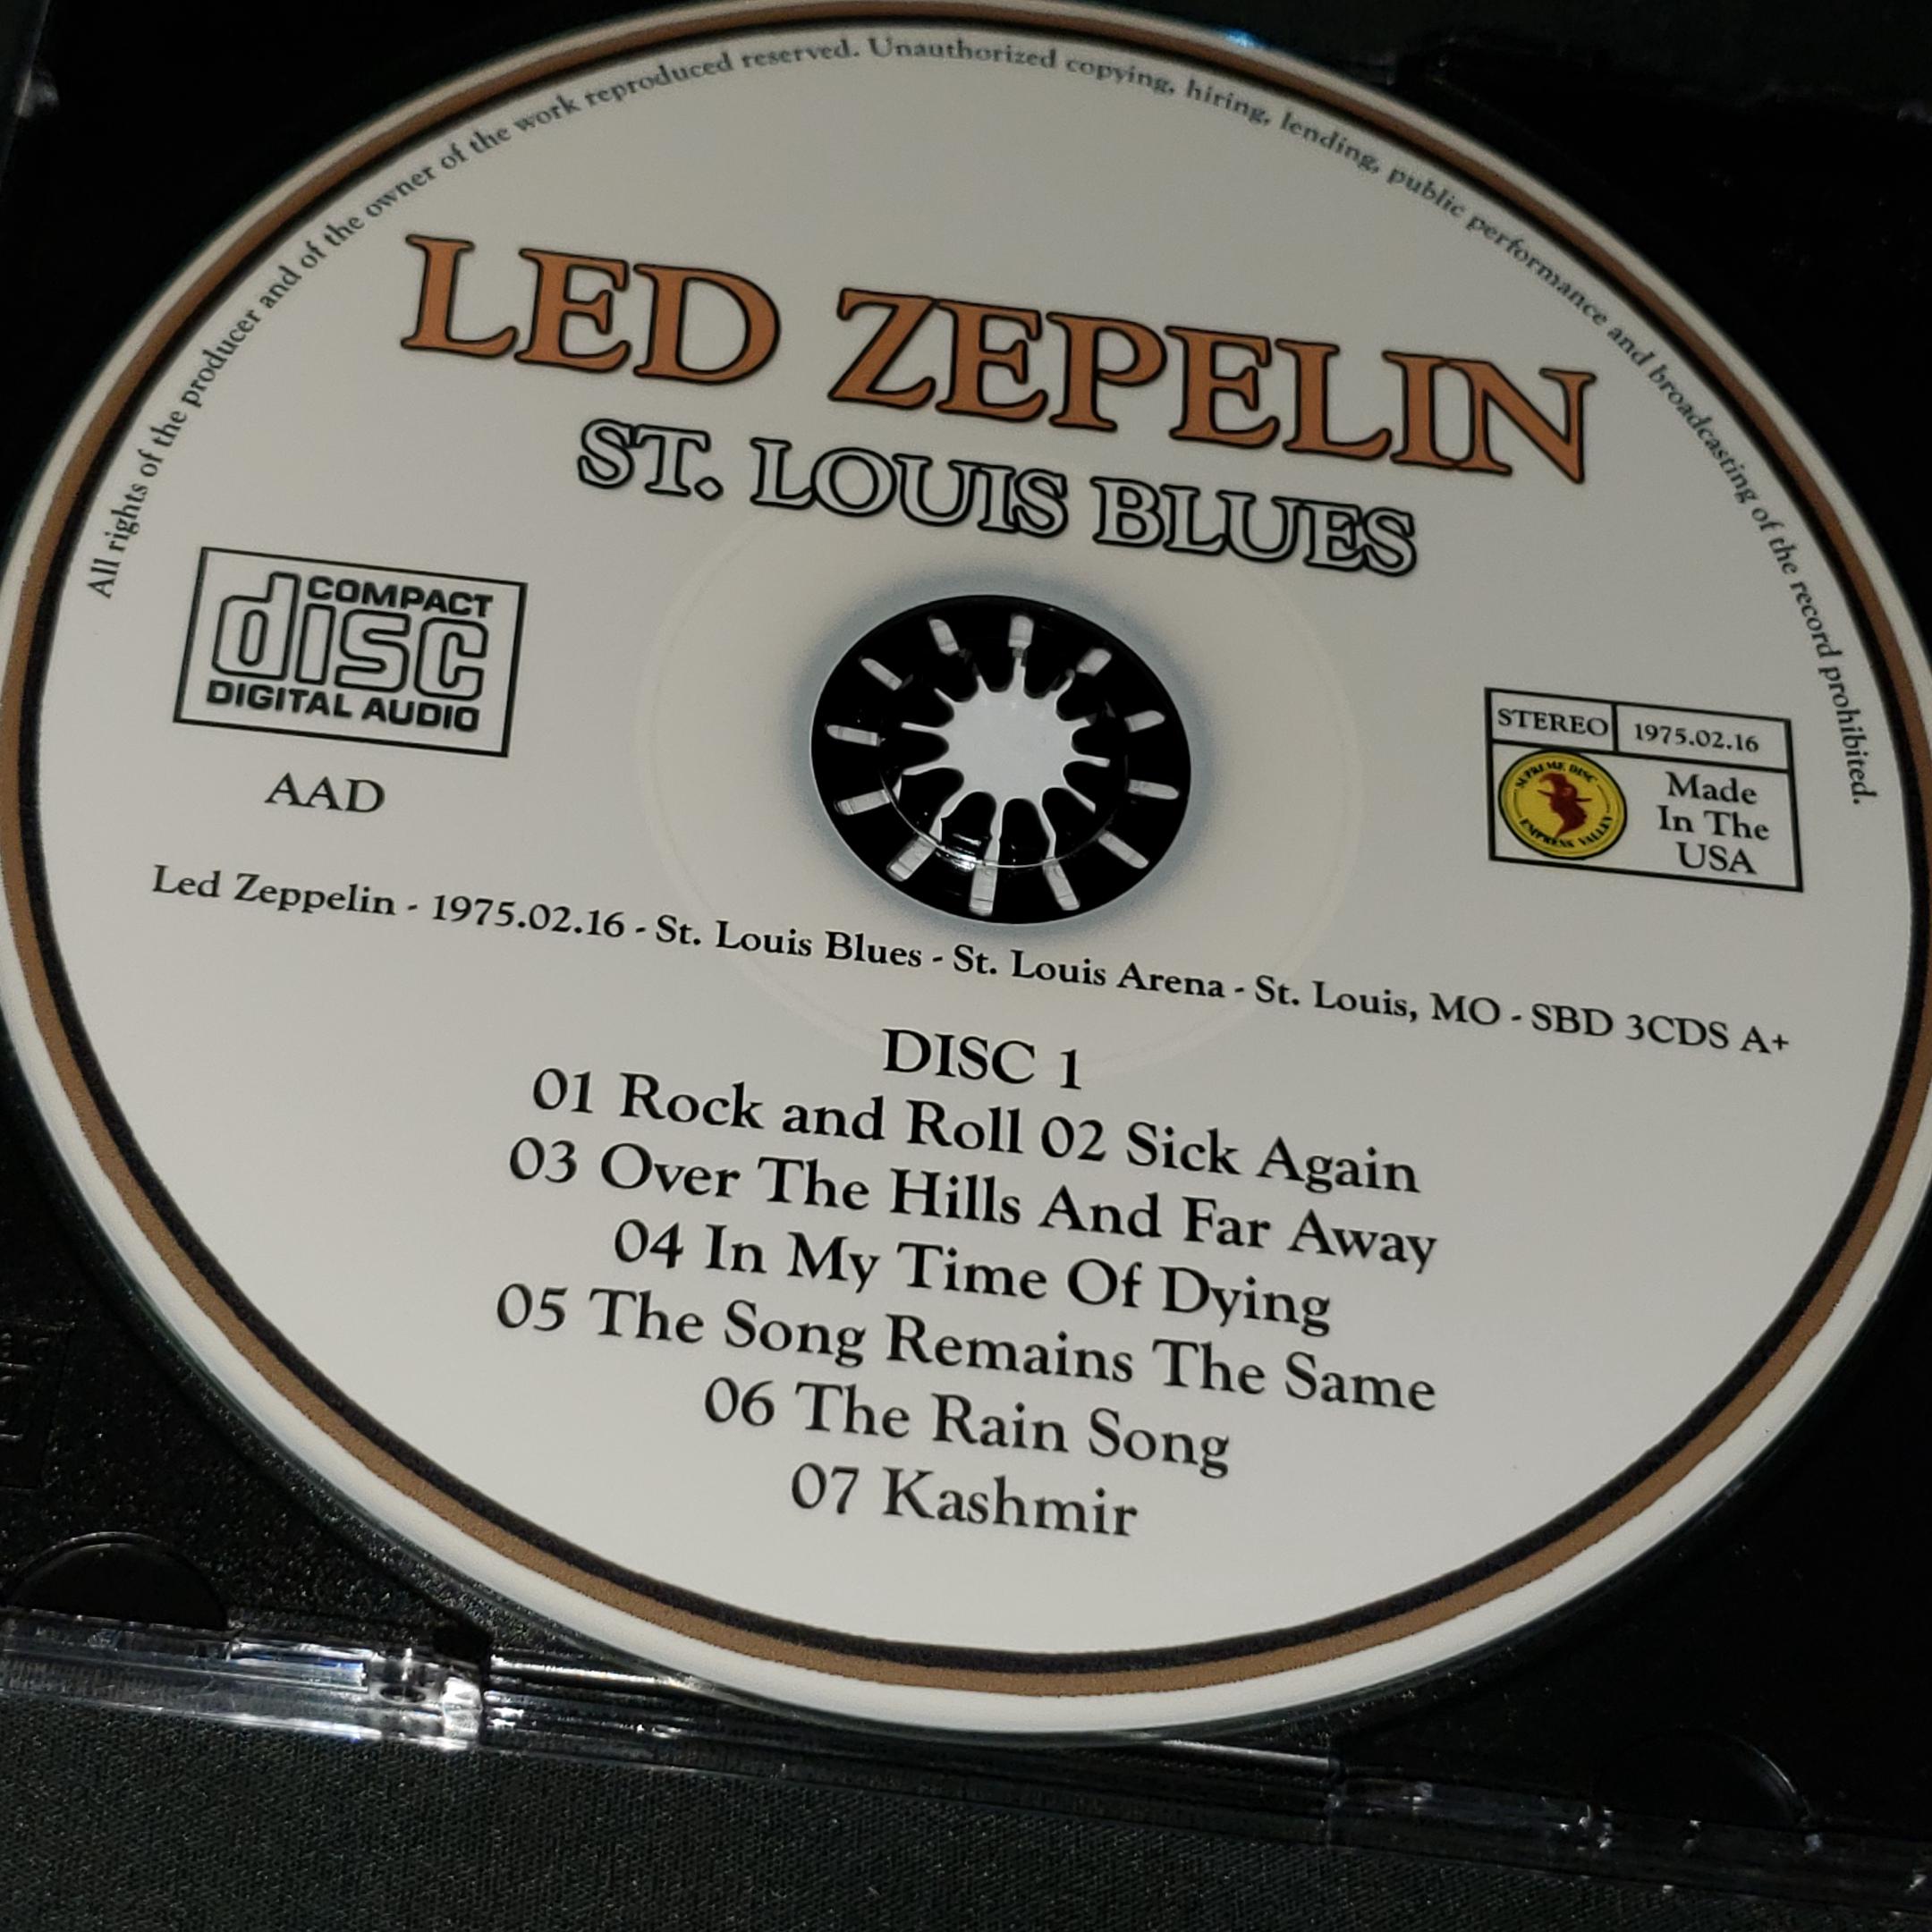 All rights of the producer and of the owner of the work reproduced reserved. Unauthorized copying, hiring, lending, public performance and broadcasting of the record prohibited.
LED ZEPELIN
ST. LOUIS BLUES
COMPACT
disc
DIGITAL AUDIO
AAD
STEREO 1975.02.16
SUPREME DISC
EMPRESS VALLEY
Made
In The
USA
Led Zeppelin - 1975.02.16 - St. Louis Blues - St. Louis Arena - St. Louis, MO - SBD 3CDS A+
DISC 1
01 Rock and Roll 02 Sick Again
03 Over The Hills And Far Away
04 In My Time Of Dying
05 The Song Remains The Same
06 The Rain Song
07 Kashmir